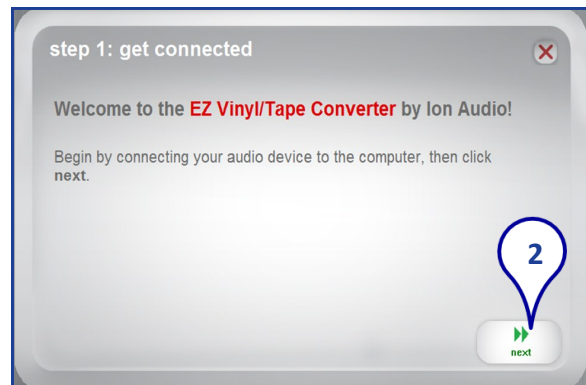 step 1: get connected
Welcome to the EZ Vinyl/Tape Converter by Ion Audio!
Begin by connecting your audio device to the computer, then click
next.
2
next